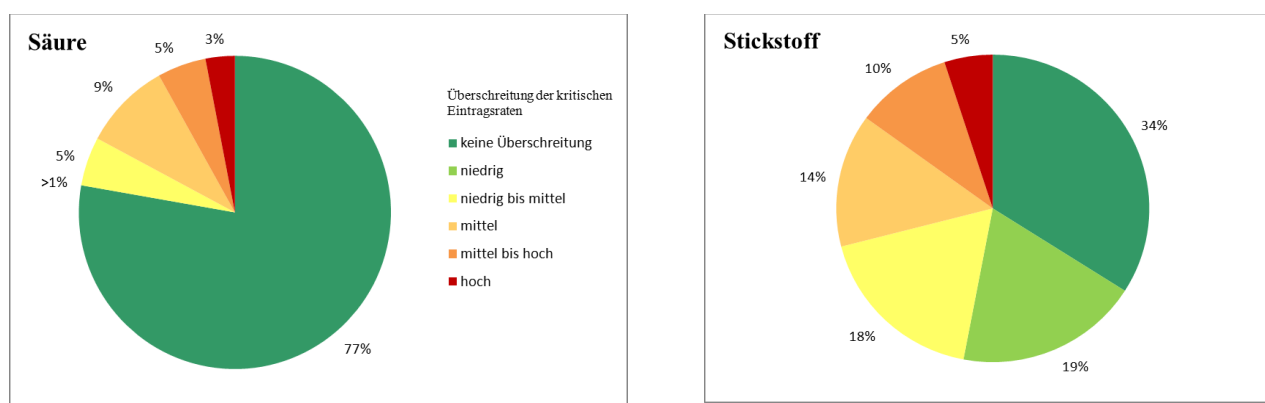 Säure
3%
5%
9%
5%
>1%
77%
Überschreitung der kritischen
Eintragsraten
keine Überschreitung
niedrig
niedrig bis mittel
mittel
mittel bis hoch
hoch
Stickstoff
5%
10%
34%
14%
18%
19%